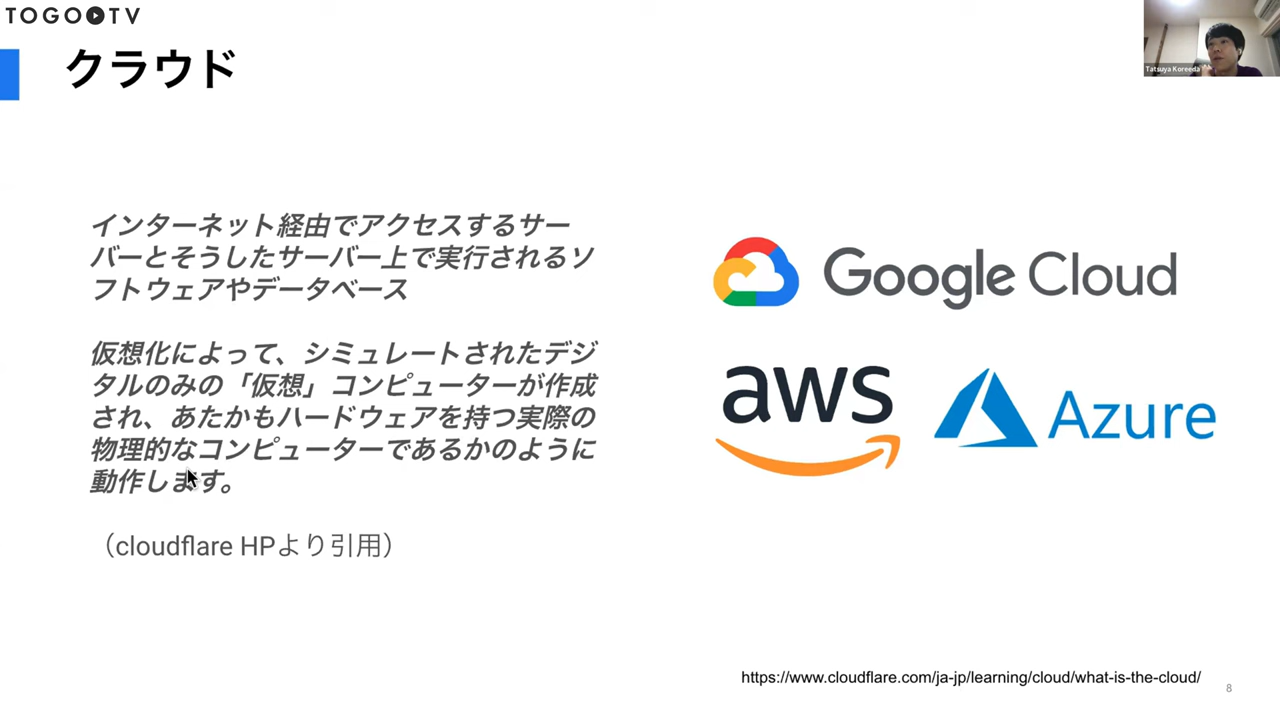 TOGOTV
クラウド
Tatsuya Koreeda
インターネット経由でアクセスするサー
バーとそうしたサーバー上で実行されるソ
フトウェアやデータベース
仮想化によって、シミュレートされたデジ
タルのみの「仮想」コンピューターが作成
され、あたかもハードウェアを持つ実際の
物理的なコンピューターであるかのように
動作します。
（cloudflare HPより引用）
Google Cloud
aws
Azure
https://www.cloudflare.com/ja-jp/learning/cloud/what-is-the-cloud/
8